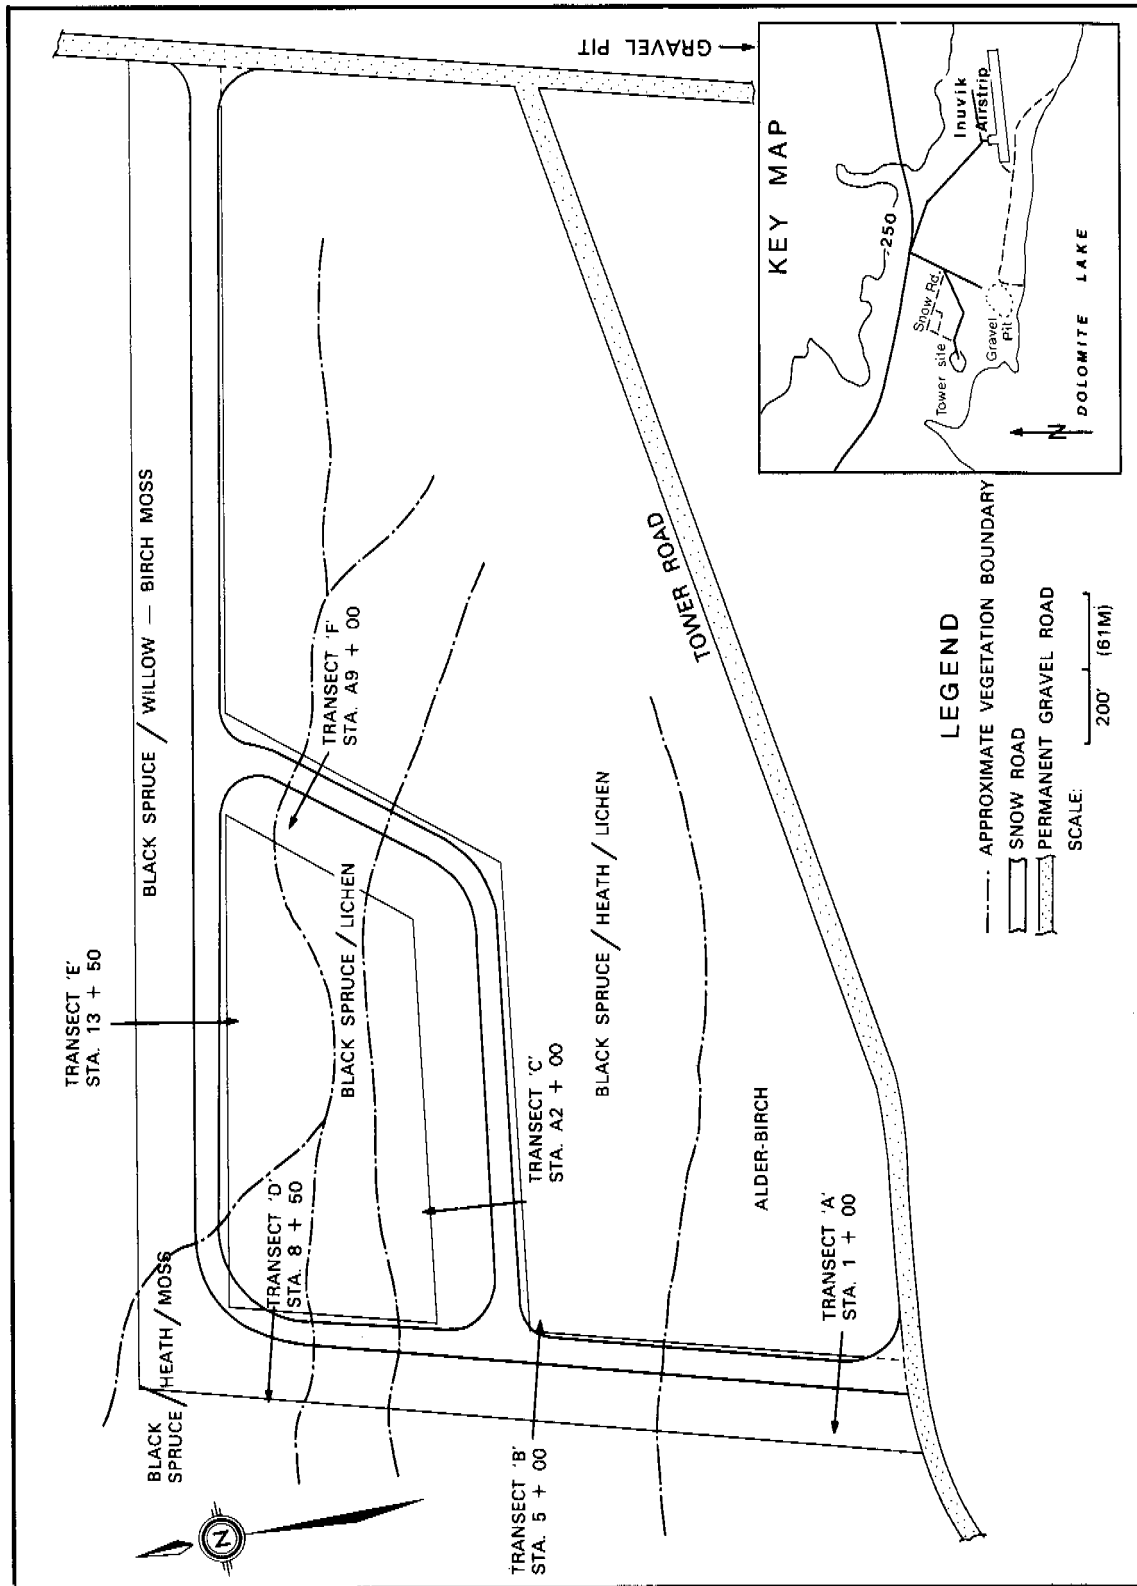 BLACK SPRUCE / WILLOW — BIRCH MOSS
TRANSECT 'E'
STA. 13 + 50
BLACK
SPRUCE / HEATH / MOSS
TRANSECT 'D'
STA. 8 + 50
TRANSECT 'F'
STA. A9 + 00
BLACK SPRUCE / LICHEN
TRANSECT 'C'
STA. A2 + 00
TRANSECT 'B'
STA. 5 + 00
BLACK SPRUCE / HEATH / LICHEN
ALDER-BIRCH
TRANSECT 'A'
STA. 1 + 00
TOWER ROAD
GRAVEL PIT
N
LEGEND
APPROXIMATE VEGETATION BOUNDARY
SNOW ROAD
PERMANENT GRAVEL ROAD
SCALE:
200' (61M)
KEY MAP
250
Inuvik
Airstrip
Snow Rd.
Tower site
Gravel
Pit
DOLOMITE LAKE
N